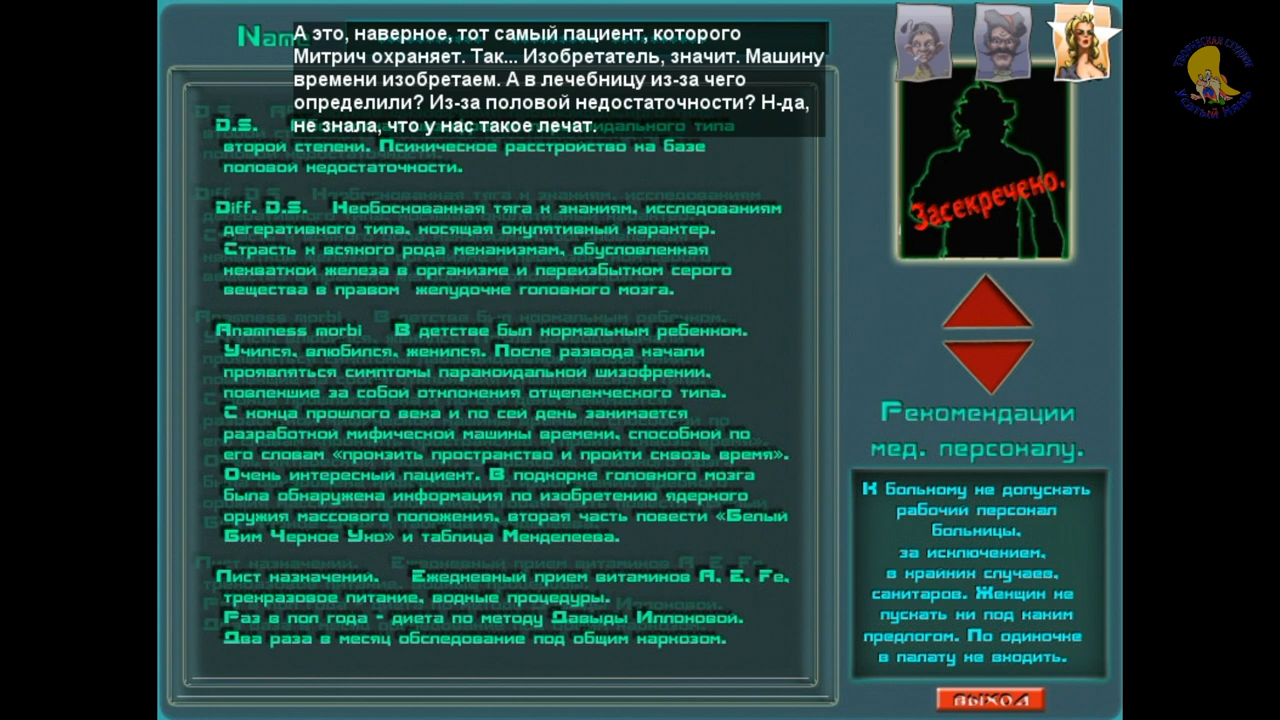 Name
А это, наверное, тот самый пациент, которого
Митрич охраняет. Так... Изобретатель, значит. Машину
времени изобретаем. А в лечебницу из-за чего
определили? Из-за половой недостаточности? Н-да,
не знала, что у нас такое лечат.
D.S. идального типа
второй степени. Психическое расстройство на базе
половой недостаточности.
Diff. D.S. Необоснованная тяга к знаниям, исследованиям
дегеративного типа, носящая окулятивный характер.
Страсть к всякого рода механизмам, обусловленная
нехваткой железа в организме и переизбытком серого
вещества в правом желудочке головного мозга.
Anamness morbi В детстве был нормальным ребенком.
Учился, влюбился, женился. После развода начали
проявляться симптомы параноидальной шизофрении,
повлекшие за собой отклонения отщепенческого типа.
С конца прошлого века и по сей день занимается
разработкой мифической машины времени, способной по
его словам «пронзить пространство и пройти сквозь время».
Очень интересный пациент. В подкорке головного мозга
была обнаружена информация по изобретению ядерного
оружия массового положения, вторая часть повести «Белый
Бим Черное Ухо» и таблица Менделеева.
Лист назначений. Ежедневный прием витаминов А, Е, Fe,
трехразовое питание, водные процедуры.
Раз в пол года - диета по методу Давыды Иллоновой.
Два раза в месяц обследование под общим наркозом.
Засекречено.
Рекомендации
мед. персоналу.
К Больному не допускать
рабочий персонал
Больницы,
за исключением,
в крайних случаев,
санитаров. Женщин не
пускать ни под каким
предлогом. По одиночке
в палату не входить.
ВЫХОД
ТВОРЧЕСКАЯ СТУДИЯ
УСАТЫЙ НЯНЬ